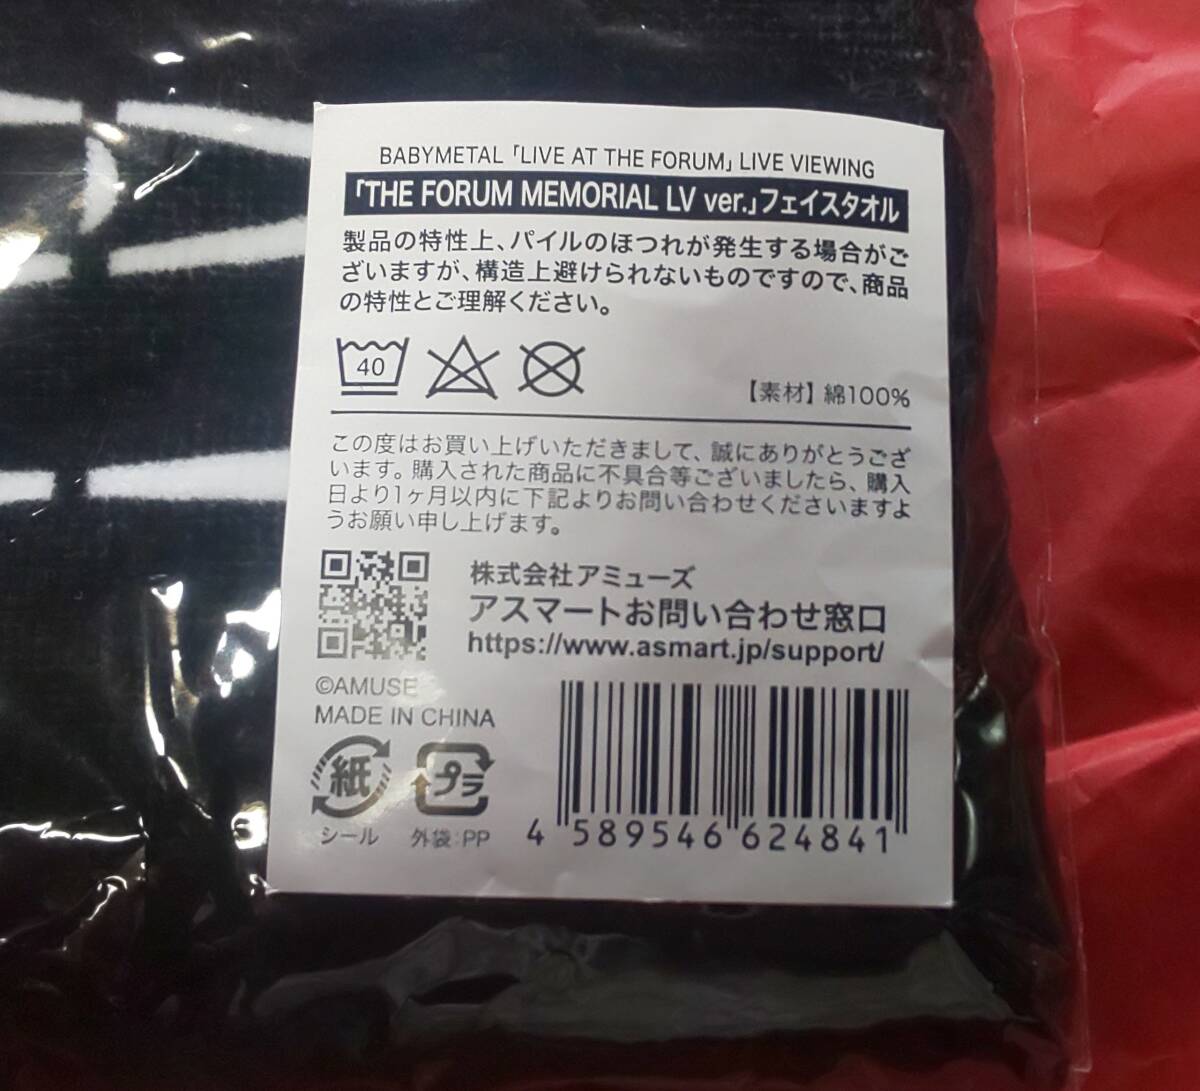 BABYMETAL「LIVE AT THE FORUM」LIVE VIEWING
「THE FORUM MEMORIAL LV ver.」フェイスタオル
製品の特性上、パイルのほつれが発生する場合がご
ざいますが、構造上避けられないものですので、商品
の特性とご理解ください。
40
【素材】綿100%
この度はお買い上げいただきまして、誠にありがとうござ
います。購入された商品に不具合等ございましたら、購入
日より1ヶ月以内に下記よりお問い合わせくださいますよ
うお願い申し上げます。
株式会社アミューズ
アスマートお問い合わせ窓口
https://www.asmart.jp/support/
©AMUSE
MADE IN CHINA
紙
プラ
シール
外袋:PP
4 589546 624841